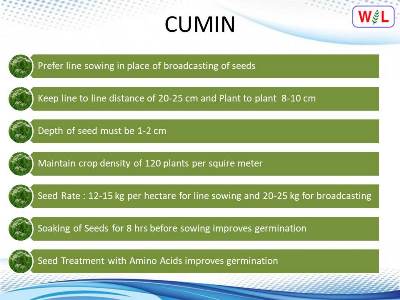 CUMIN
W L
Prefer line sowing in place of broadcasting of seeds
Keep line to line distance of 20-25 cm and Plant to plant 8-10 cm
Depth of seed must be 1-2 cm
Maintain crop density of 120 plants per squire meter
Seed Rate : 12-15 kg per hectare for line sowing and 20-25 kg for broadcasting
Soaking of Seeds for 8 hrs before sowing improves germination
Seed Treatment with Amino Acids improves germination